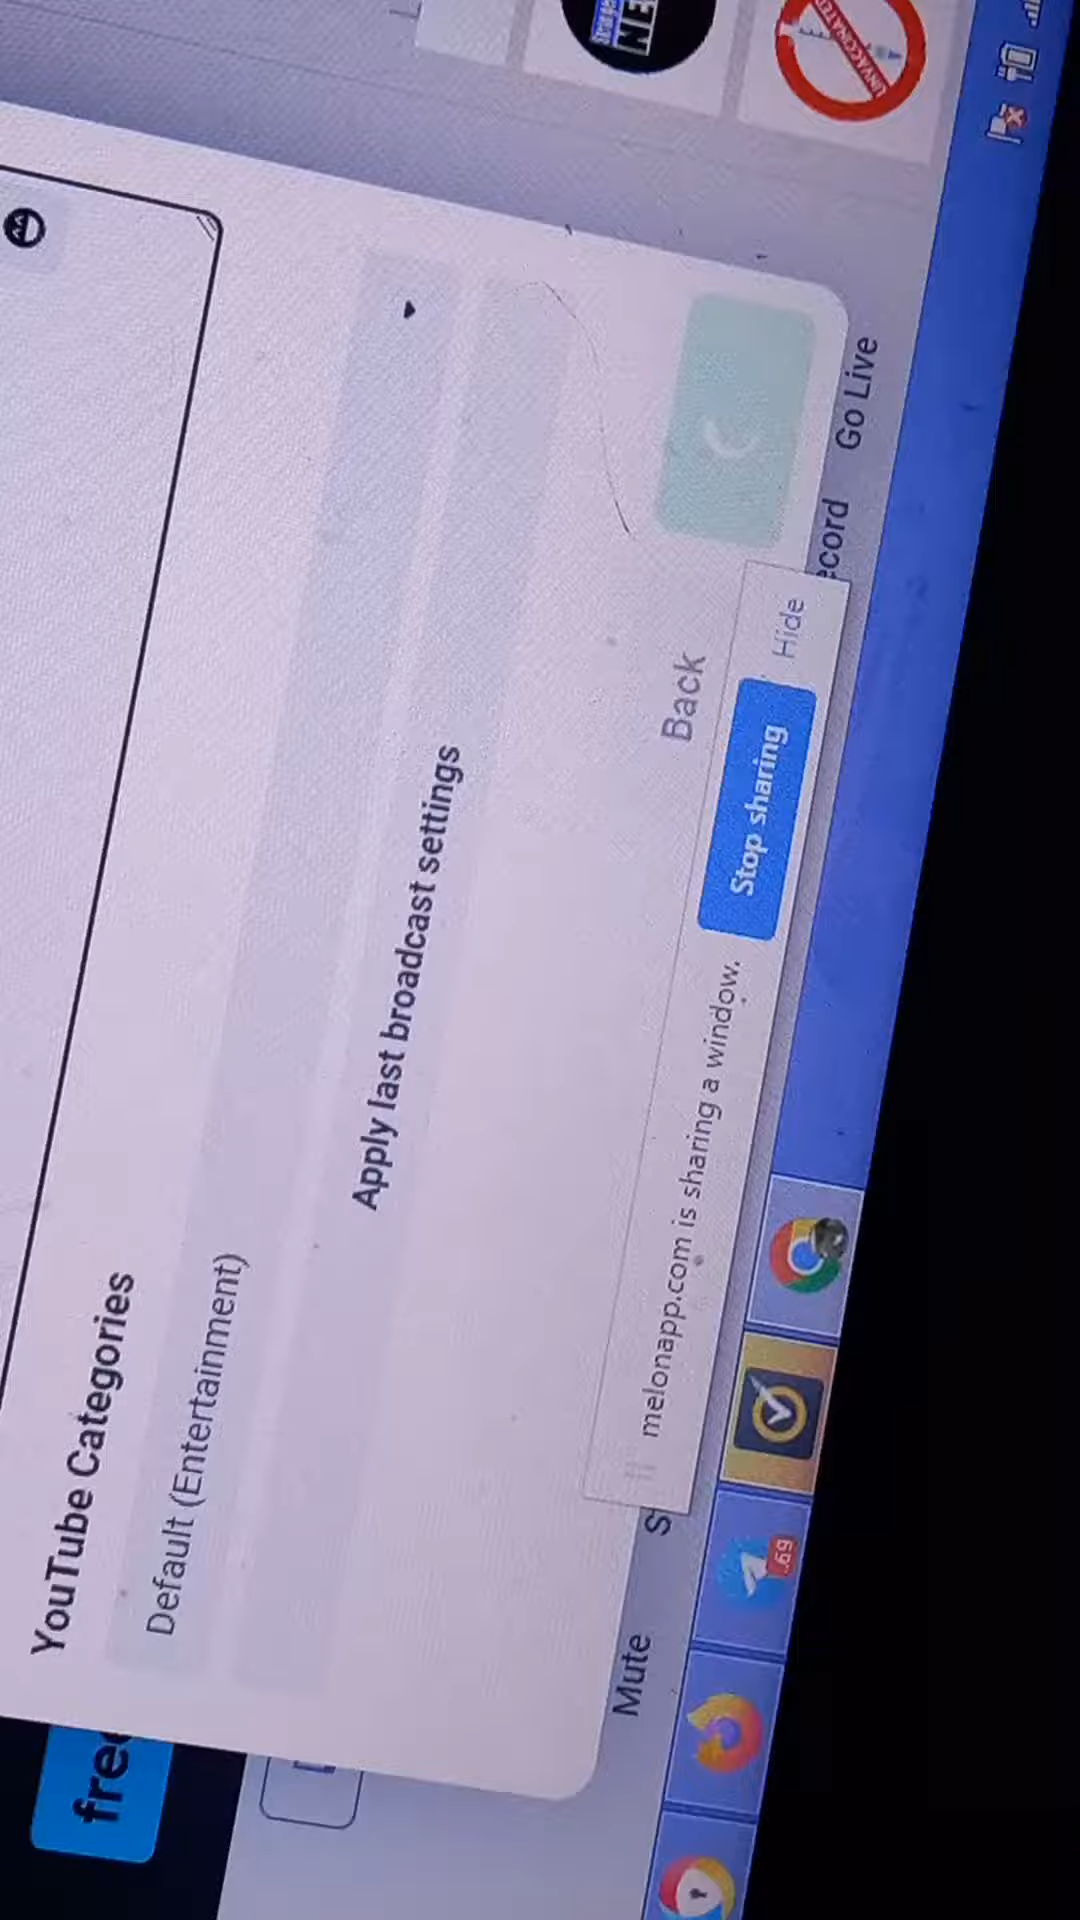 YouTube Categories
Default (Entertainment)
Apply last broadcast settings
Back
melonapp.com is sharing a window.
Stop sharing
Hide
Mute
Go Live
69
UNVACCINATED